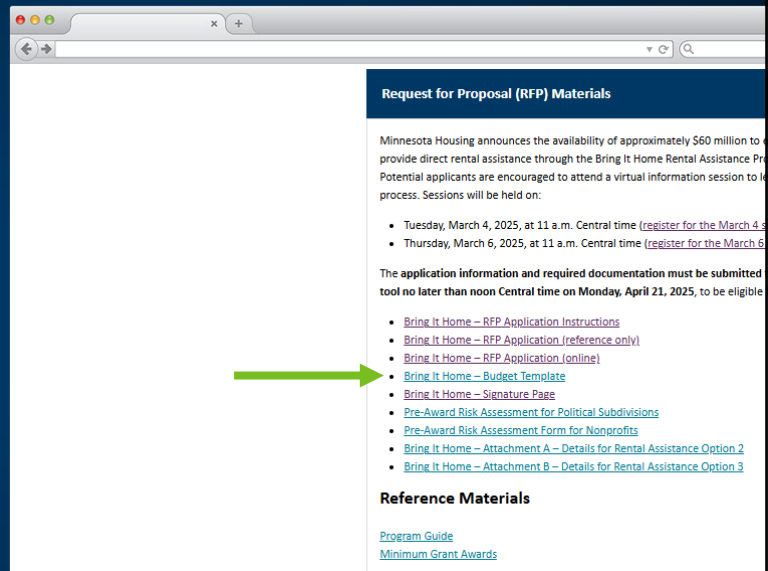 Request for Proposal (RFP) Materials
Minnesota Housing announces the availability of approximately $60 million to
provide direct rental assistance through the Bring It Home Rental Assistance
Potential applicants are encouraged to attend a virtual information session to
process. Sessions will be held on:
• Tuesday, March 4, 2025, at 11 a.m. Central time (register for the March 4
• Thursday, March 6, 2025, at 11 a.m. Central time (register for the March 6
The application information and required documentation must be submitted
tool no later than noon Central time on Monday, April 21, 2025, to be eligible
• Bring It Home – RFP Application Instructions
• Bring It Home – RFP Application (reference only)
• Bring It Home – RFP Application (online)
• Bring It Home – Budget Template
• Bring It Home – Signature Page
• Pre-Award Risk Assessment for Political Subdivisions
• Pre-Award Risk Assessment Form for Nonprofits
• Bring It Home – Attachment A – Details for Rental Assistance Option 2
• Bring It Home – Attachment B – Details for Rental Assistance Option 3
Reference Materials
Program Guide
Minimum Grant Awards